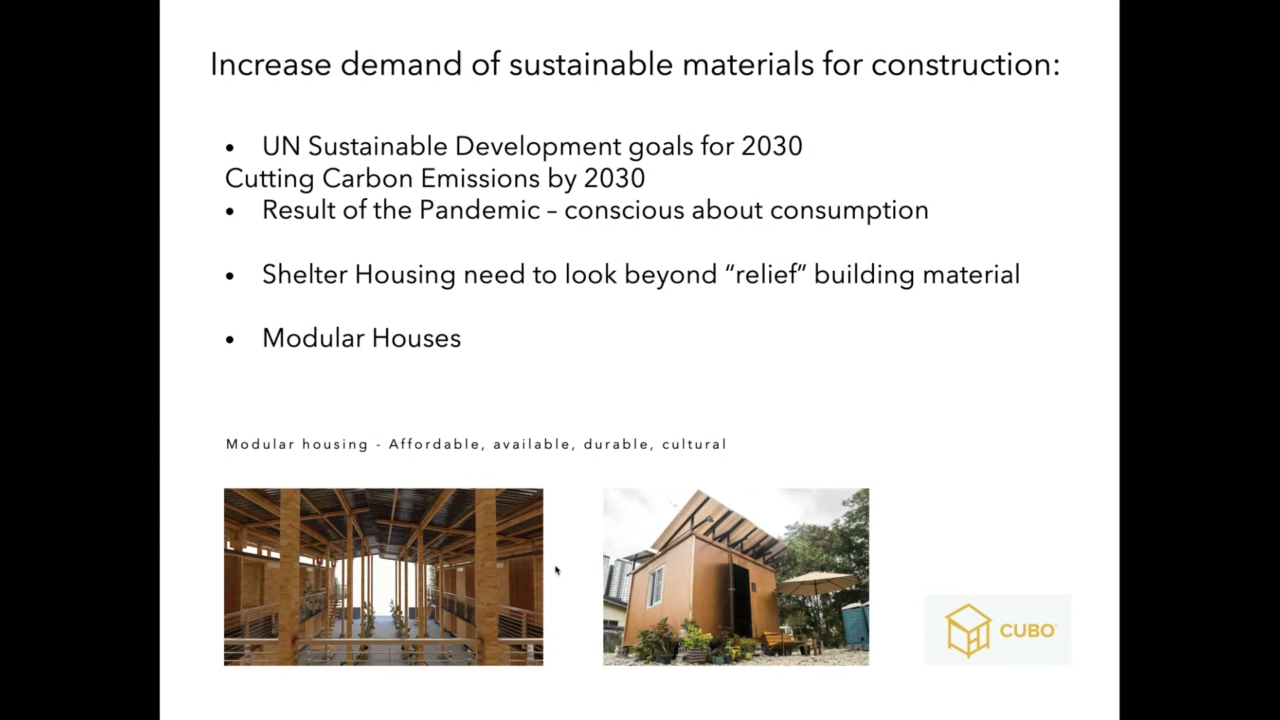 Increase demand of sustainable materials for construction:
• UN Sustainable Development goals for 2030
Cutting Carbon Emissions by 2030
• Result of the Pandemic – conscious about consumption
• Shelter Housing need to look beyond “relief” building material
• Modular Houses
Modular housing - Affordable, available, durable, cultural
CUBO